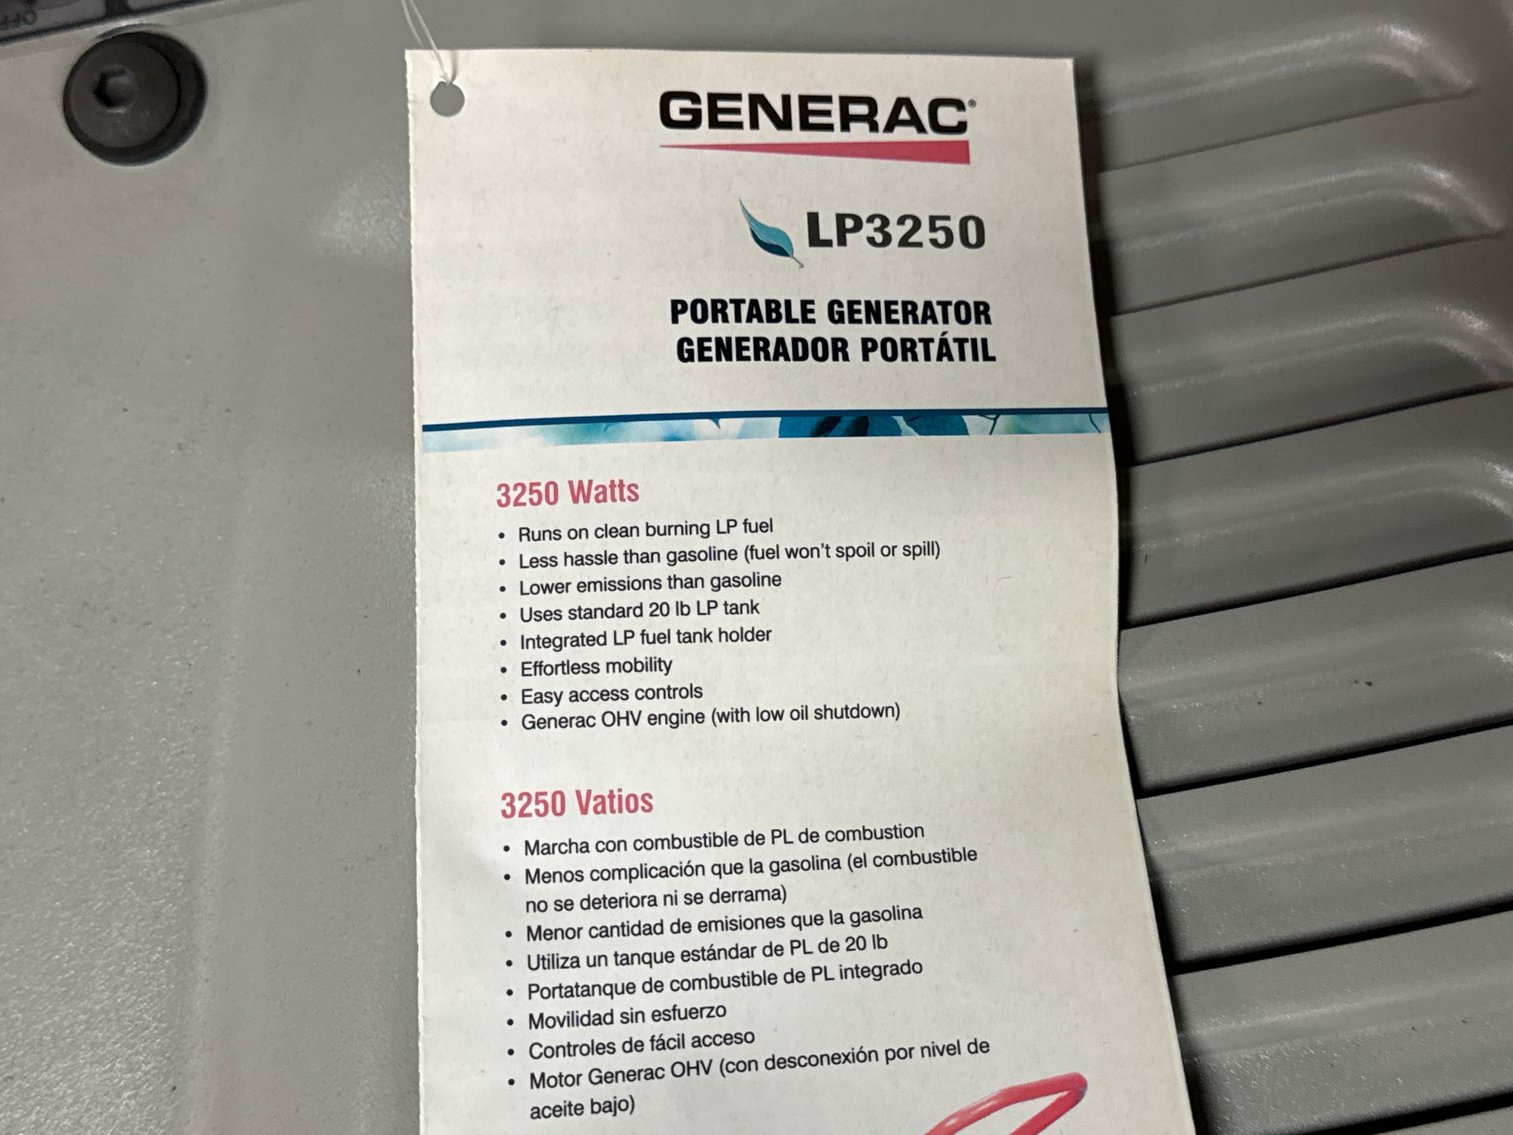 OFF
GENERAC®
LP3250
PORTABLE GENERATOR
GENERADOR PORTÁTIL
3250 Watts
• Runs on clean burning LP fuel
• Less hassle than gasoline (fuel won't spoil or spill)
• Lower emissions than gasoline
• Uses standard 20 lb LP tank
• Integrated LP fuel tank holder
• Effortless mobility
• Easy access controls
• Generac OHV engine (with low oil shutdown)
3250 Vatios
• Marcha con combustible de PL de combustion
• Menos complicación que la gasolina (el combustible
no se deteriora ni se derrama)
• Menor cantidad de emisiones que la gasolina
• Utiliza un tanque estándar de PL de 20 lb
• Portatanque de combustible de PL integrado
• Movilidad sin esfuerzo
• Controles de fácil acceso
• Motor Generac OHV (con desconexión por nivel de
aceite bajo)